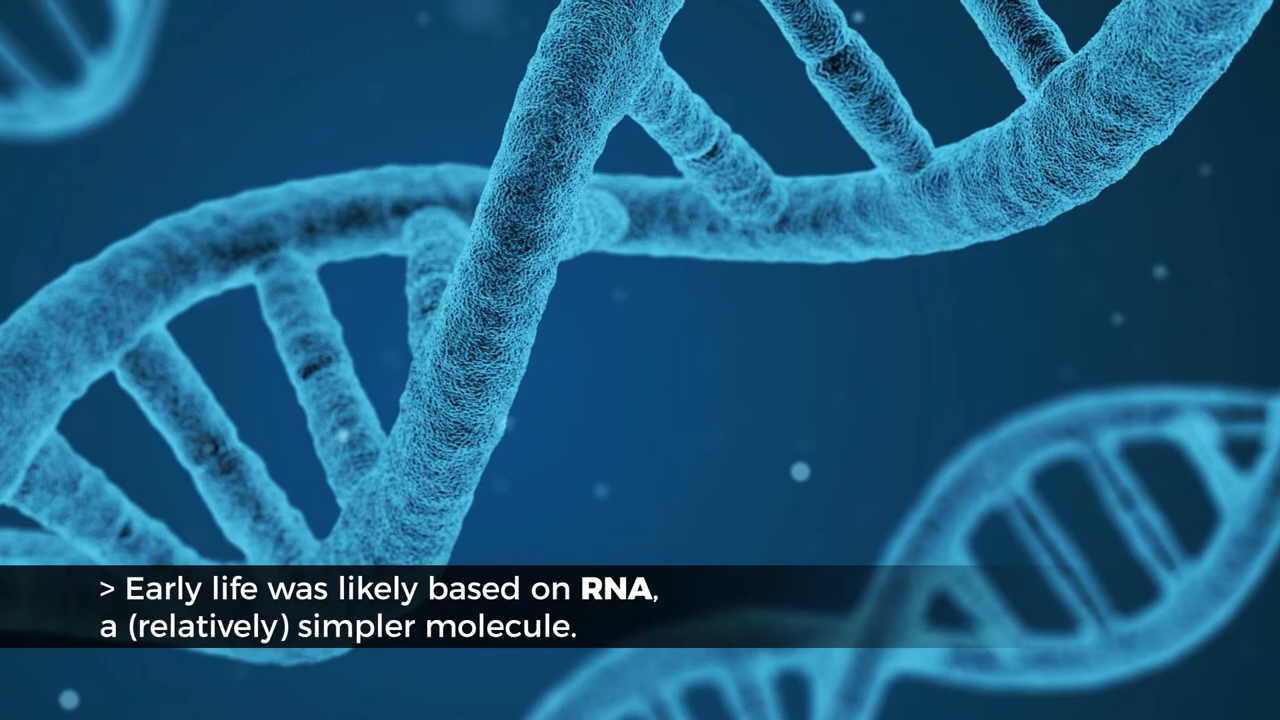 > Early life was likely based on RNA,
a (relatively) simpler molecule.